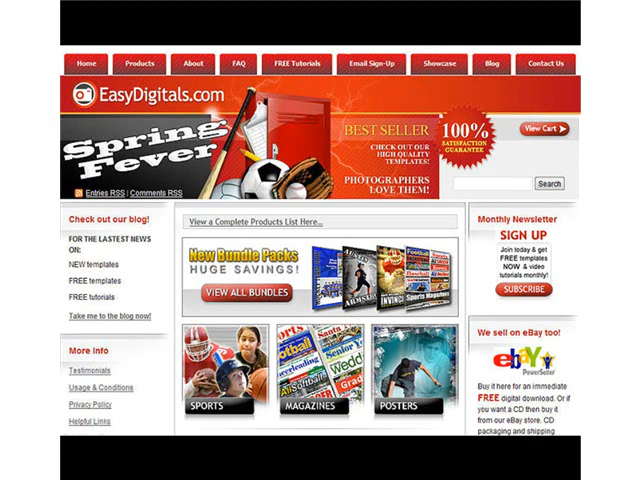 Home
Products
About
FAQ
FREE Tutorials
Email Sign-Up
Showcase
Blog
Contact Us
EasyDigitals.com
Spring
Fever
BEST SELLER
CHECK OUT OUR
HIGH QUALITY
TEMPLATES!
PHOTOGRAPHERS
LOVE THEM!
100%
SATISFACTION
GUARANTEE
View Cart
Entries RSS | Comments RSS
Search
Check out our blog!
FOR THE LASTEST NEWS
ON:
NEW templates
FREE templates
FREE tutorials
Take me to the blog now!
More Info
Testimonials
Usage & Conditions
Privacy Policy
Helpful Links
View a Complete Products List Here...
New Bundle Packs
HUGE SAVINGS!
VIEW ALL BUNDLES
AUSTIN
ARMSTRONG
Sports Magazines
SPORTS
MAGAZINES
POSTERS
Monthly Newsletter
SIGN UP
Join today & get
FREE templates
NOW & video
tutorials monthly!
SUBSCRIBE
We sell on eBay too!
ebay
PowerSeller
Buy it here for an immediate
FREE digital download. Or if
you want a CD then buy it
from our eBay store. CD
packaging and shipping